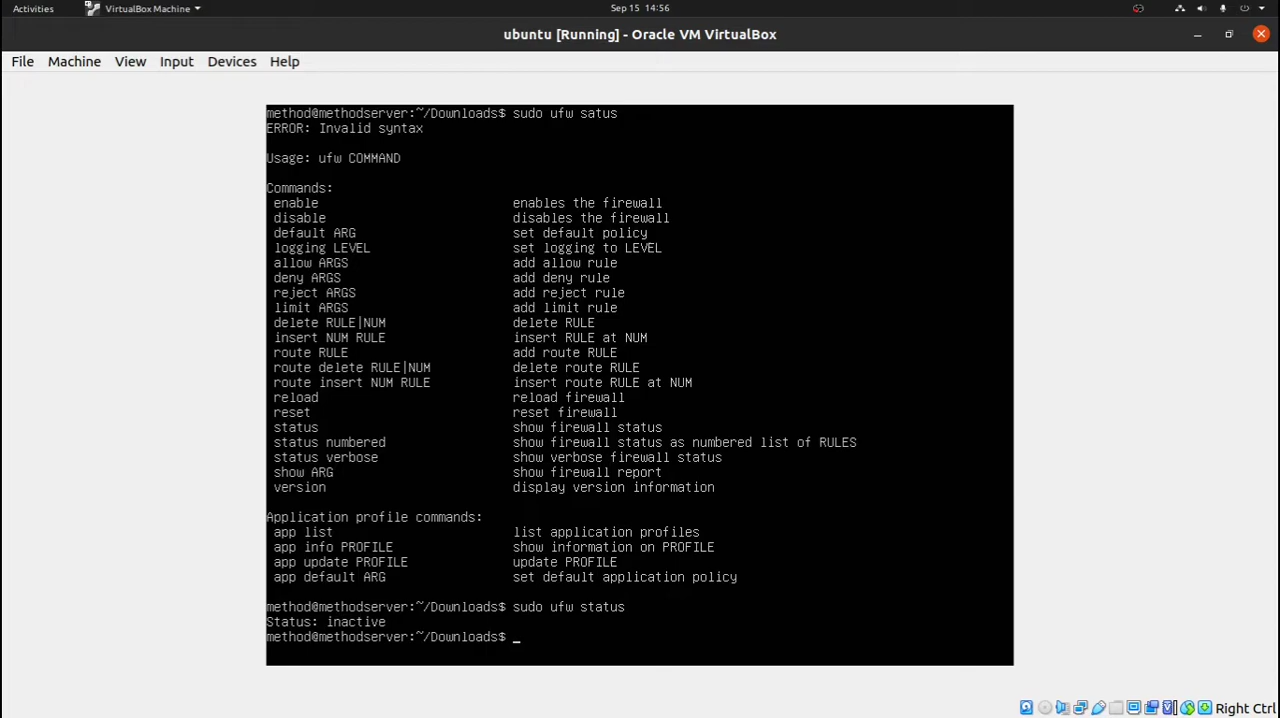 Activities VirtualBox Machine Sep 15 14:56
ubuntu [Running] - Oracle VM VirtualBox
File Machine View Input Devices Help
method@methodserver:~/Downloads$ sudo ufw satus
ERROR: Invalid syntax
Usage: ufw COMMAND
Commands:
enable enables the firewall
disable disables the firewall
default ARG set default policy
logging LEVEL set logging to LEVEL
allow ARGS add allow rule
deny ARGS add deny rule
reject ARGS add reject rule
limit ARGS add limit rule
delete RULE|NUM delete RULE
insert NUM RULE insert RULE at NUM
route RULE add route RULE
route delete RULE|NUM delete route RULE
route insert NUM RULE insert route RULE at NUM
reload reload firewall
reset reset firewall
status show firewall status
status numbered show firewall status as numbered list of RULES
status verbose show verbose firewall status
show ARG show firewall report
version display version information
Application profile commands:
app list list application profiles
app info PROFILE show information on PROFILE
app update PROFILE update PROFILE
app default ARG set default application policy
method@methodserver:~/Downloads$ sudo ufw status
Status: inactive
method@methodserver:~/Downloads$ _
Right Ctrl